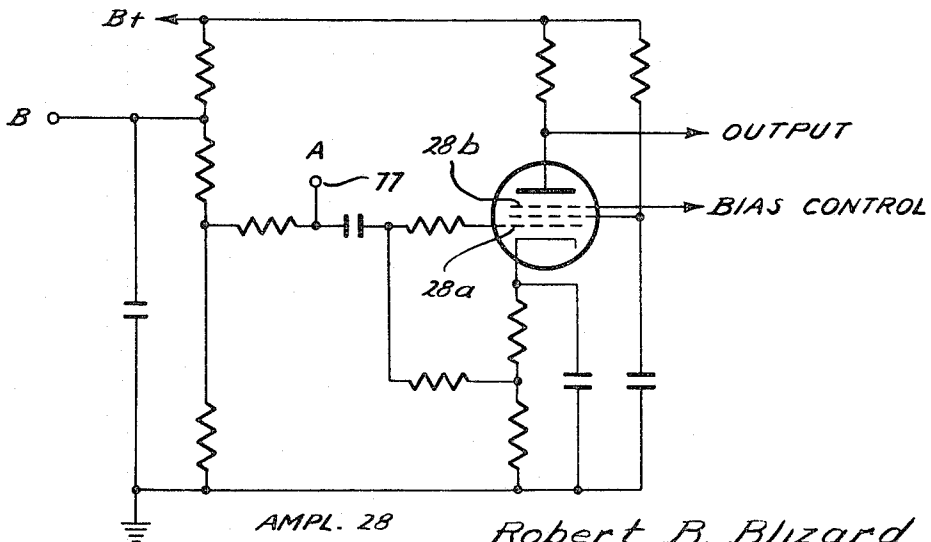 B+
B
A
77
28b
OUTPUT
BIAS CONTROL
28a
AMPL. 28
Robert B. Blizard